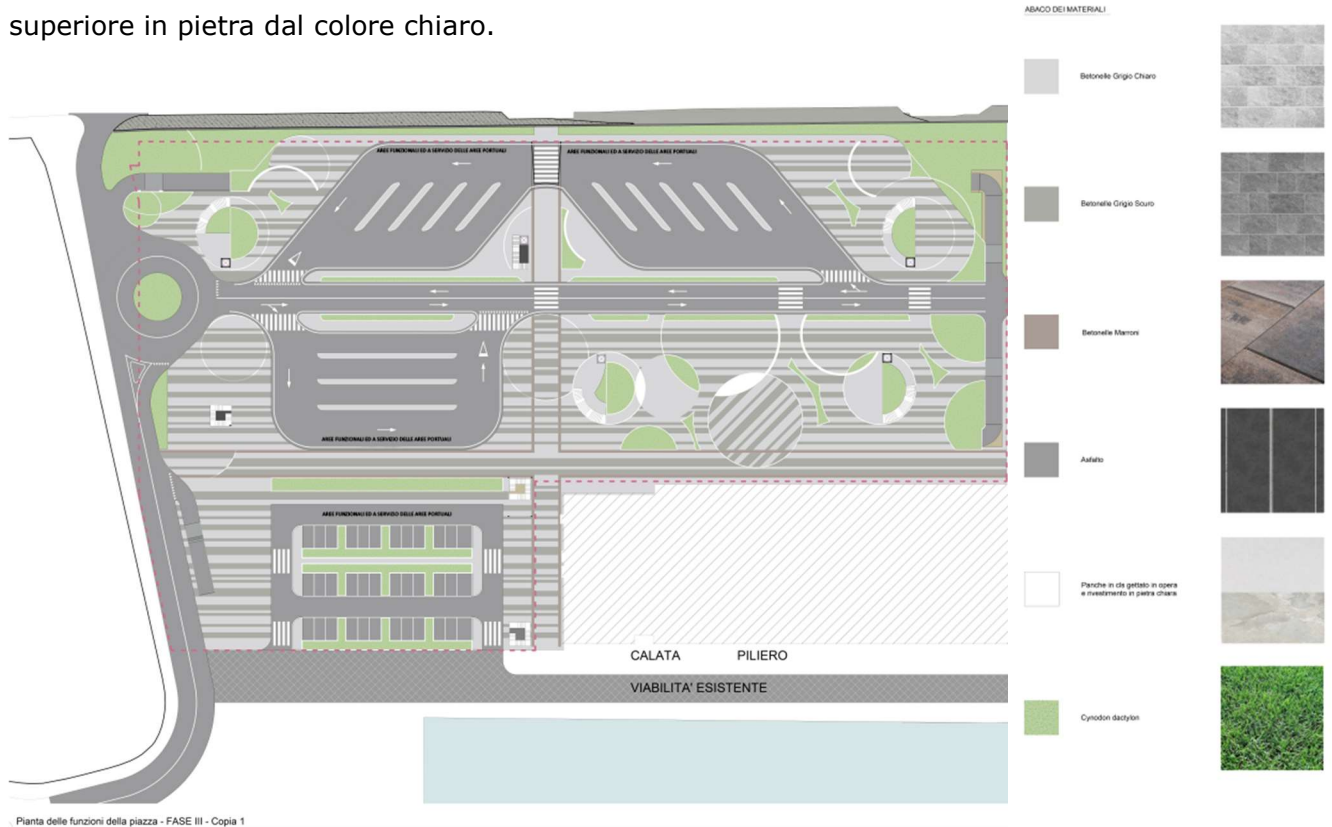 superiore in pietra dal colore chiaro.
ABACO DEI MATERIALI
Betonelle Grigio Chiaro
Betonelle Grigio Scuro
Betonelle Marroni
Asfalto
Panche in cls gettato in opera
e rivestimento in pietra chiara
Cynodon dactylon
AREE FUNZIONALI ED A SERVIZIO DELLE AREE PORTUALI
AREE FUNZIONALI ED A SERVIZIO DELLE AREE PORTUALI
AREE FUNZIONALI ED A SERVIZIO DELLE AREE PORTUALI
AREE FUNZIONALI ED A SERVIZIO DELLE AREE PORTUALI
CALATA PILIERO
VIABILITA' ESISTENTE
Pianta delle funzioni della piazza - FASE III - Copia 1